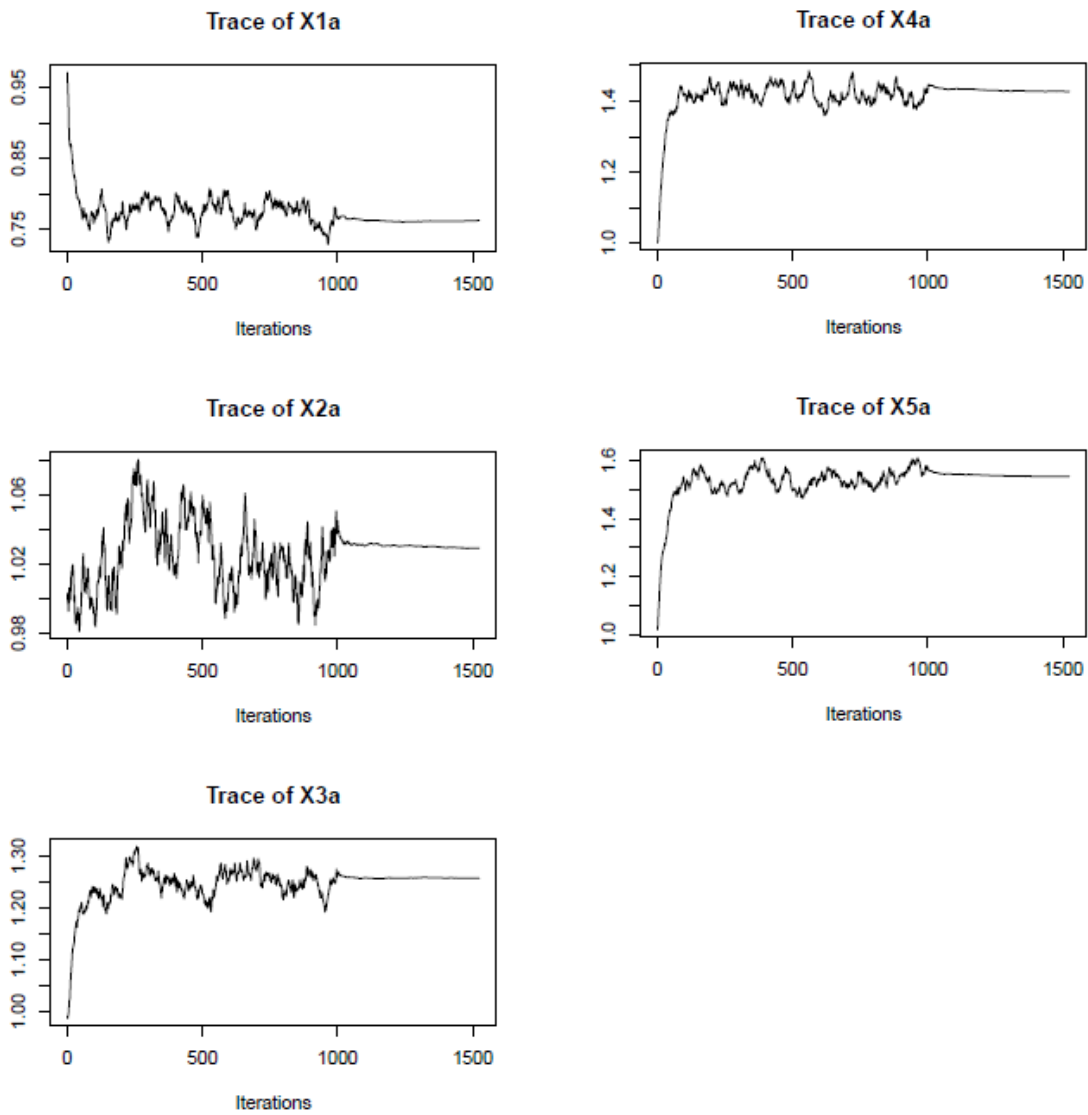 Trace of X1a
0.95
0.85
0.75
0 500 1000 1500
Iterations
Trace of X2a
1.06
1.02
0.98
0 500 1000 1500
Iterations
Trace of X3a
1.30
1.20
1.10
1.00
0 500 1000 1500
Iterations
Trace of X4a
1.4
1.2
1.0
0 500 1000 1500
Iterations
Trace of X5a
1.6
1.4
1.2
1.0
0 500 1000 1500
Iterations